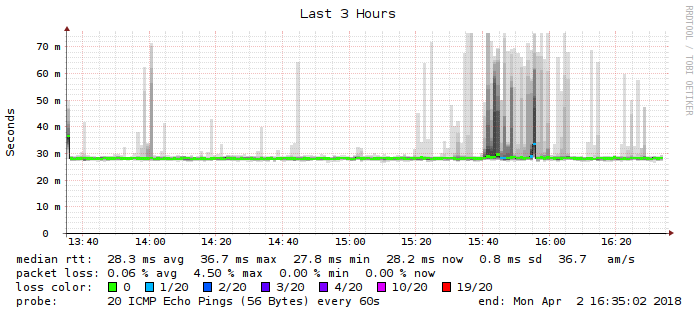 Last 3 Hours
RRDTOOL / TOBI OETIKER
Seconds
70 m
60 m
50 m
40 m
30 m
20 m
10 m
0
13:40 14:00 14:20 14:40 15:00 15:20 15:40 16:00 16:20
median rtt: 28.3 ms avg 36.7 ms max 27.8 ms min 28.2 ms now 0.8 ms sd 36.7 am/s
packet loss: 0.06 % avg 4.50 % max 0.00 % min 0.00 % now
loss color: 0 1/20 2/20 3/20 4/20 10/20 19/20
probe: 20 ICMP Echo Pings (56 Bytes) every 60s end: Mon Apr 2 16:35:02 2018